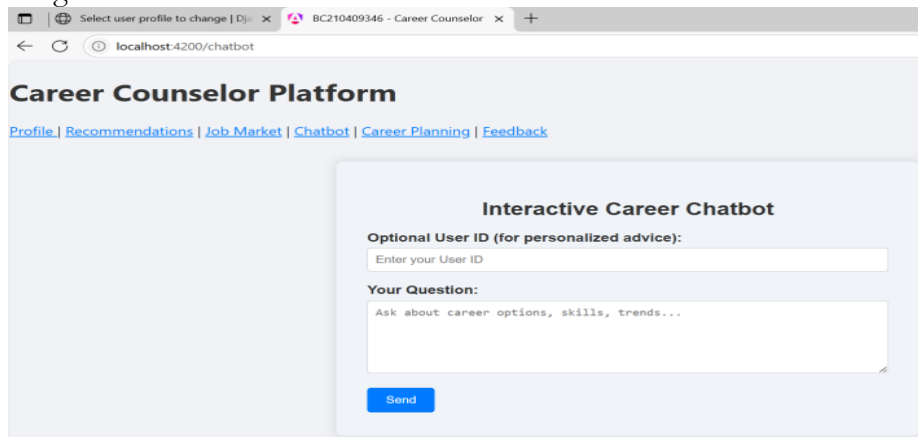 Select user profile to change | Dj
BC210409346 - Career Counselor
localhost:4200/chatbot
Career Counselor Platform
Profile | Recommendations | Job Market | Chatbot | Career Planning | Feedback
Interactive Career Chatbot
Optional User ID (for personalized advice):
Enter your User ID
Your Question:
Ask about career options, skills, trends...
Send